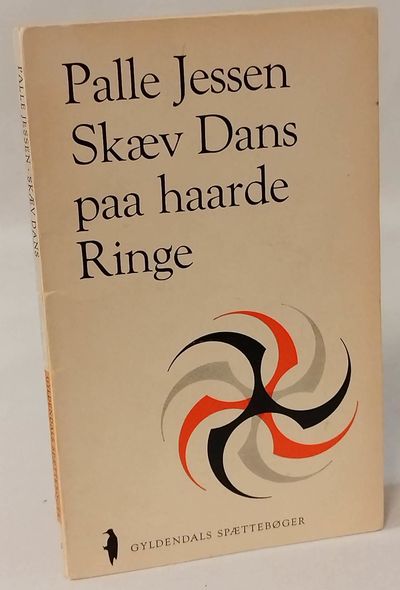 Palle Jessen
Skæv Dans
paa haarde
Ringe
GYLDENDALS SPÆTTEBØGER
PALLE JESSEN · SKÆV DANS